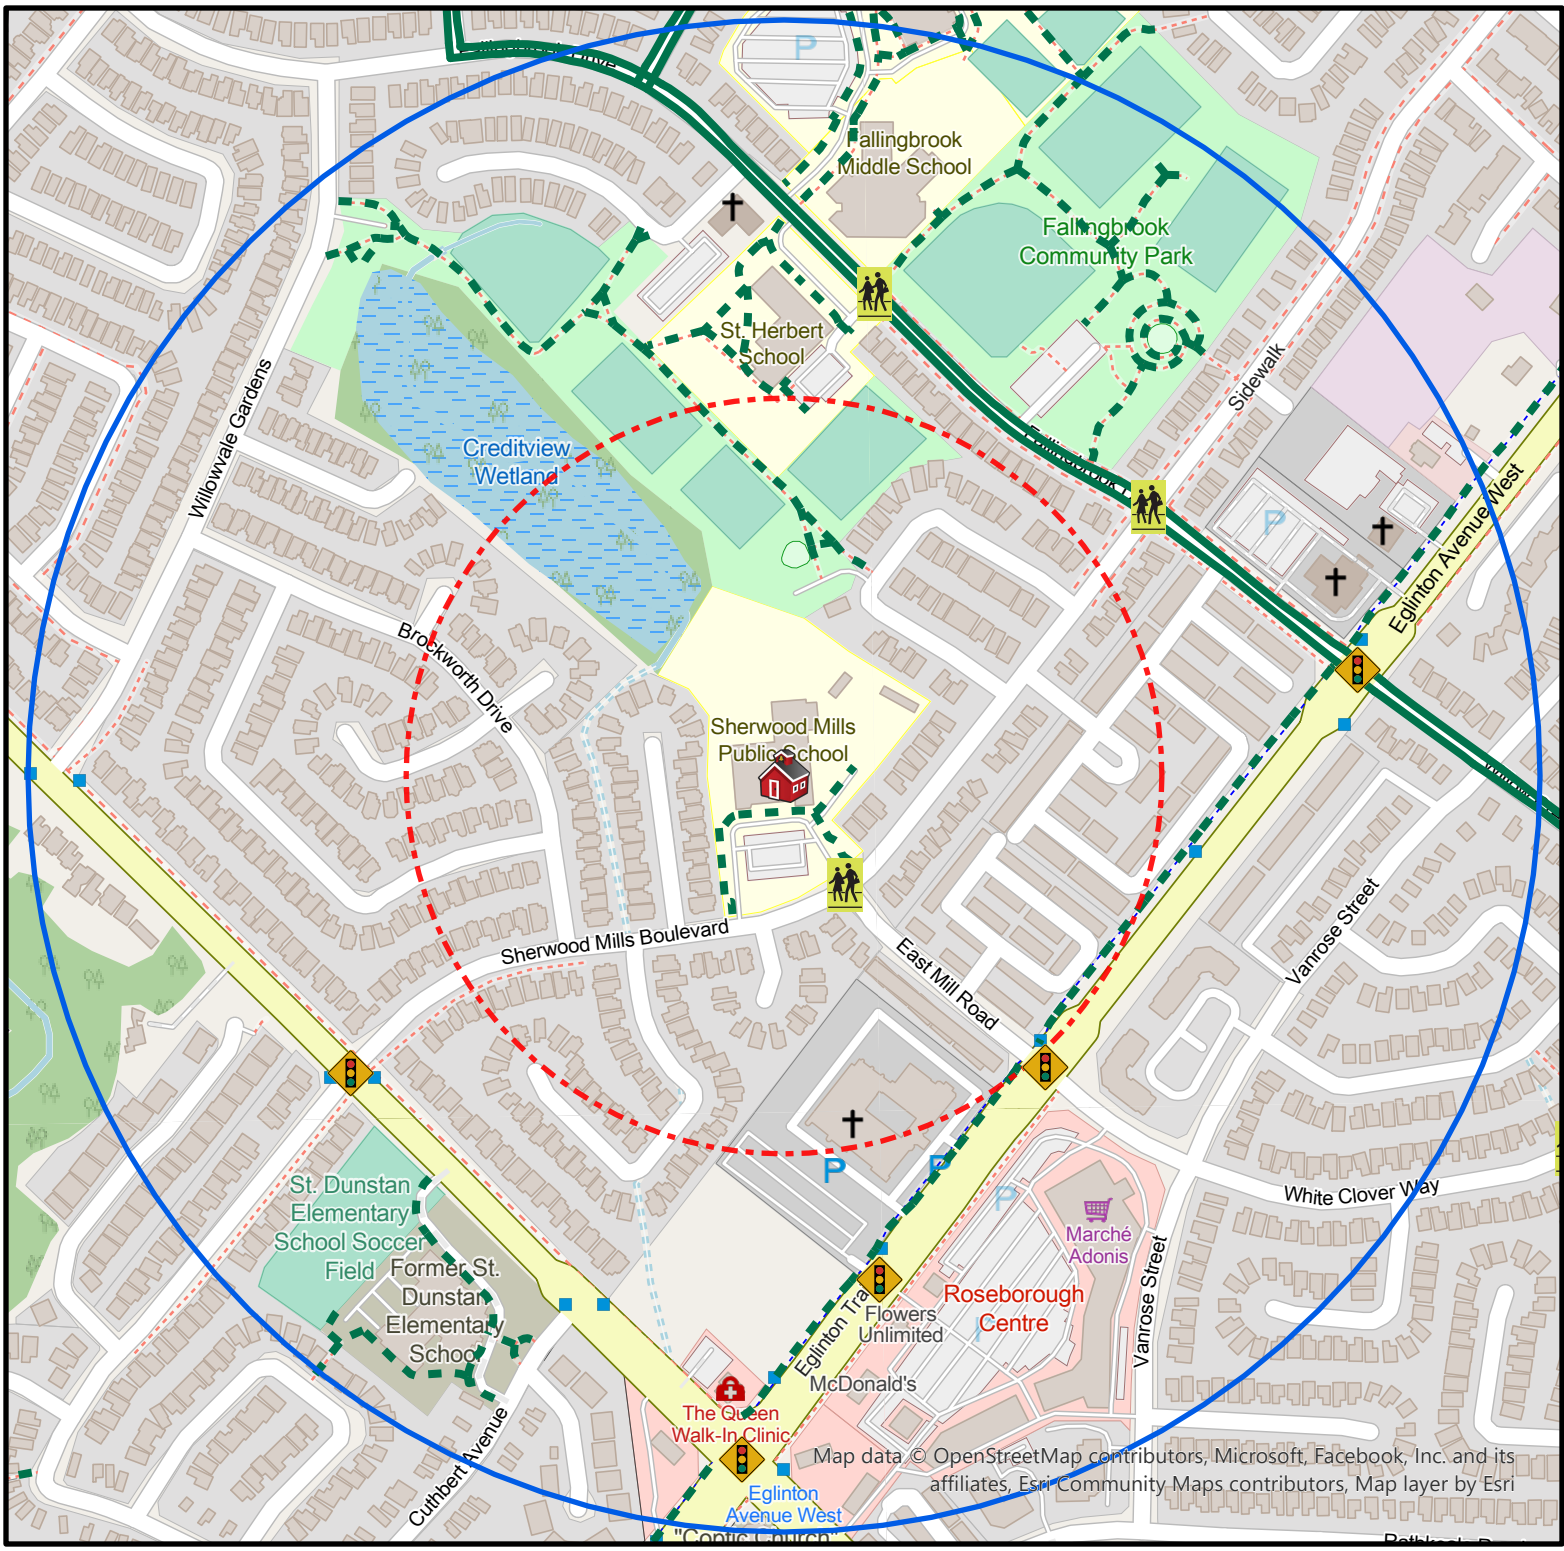 Drive
P
Fallingbrook
Middle School
Fallingbrook
Community Park
St. Herbert
School
Sidewalk
Willowvale Gardens
Creditview
Wetland
Fallingbrook
P
Eglinton Avenue West
Brockworth Drive
Sherwood Mills
Public School
Sherwood Mills Boulevard
East Mill Road
Vanrose Street
P
P
P
White Clover Way
St. Dunstan
Elementary
School Soccer
Field
Former St.
Dunstan
Elementary
School
Marché
Adonis
Vanrose Street
Roseborough
Centre
P
Flowers
Unlimited
Eglinton Tra
McDonald's
The Queen
Walk-In Clinic
Cuthbert Avenue
Map data © OpenStreetMap contributors, Microsoft, Facebook, Inc. and its
affiliates, Esri Community Maps contributors, Map layer by Esri
Eglinton
Avenue West
"Coptic Church"